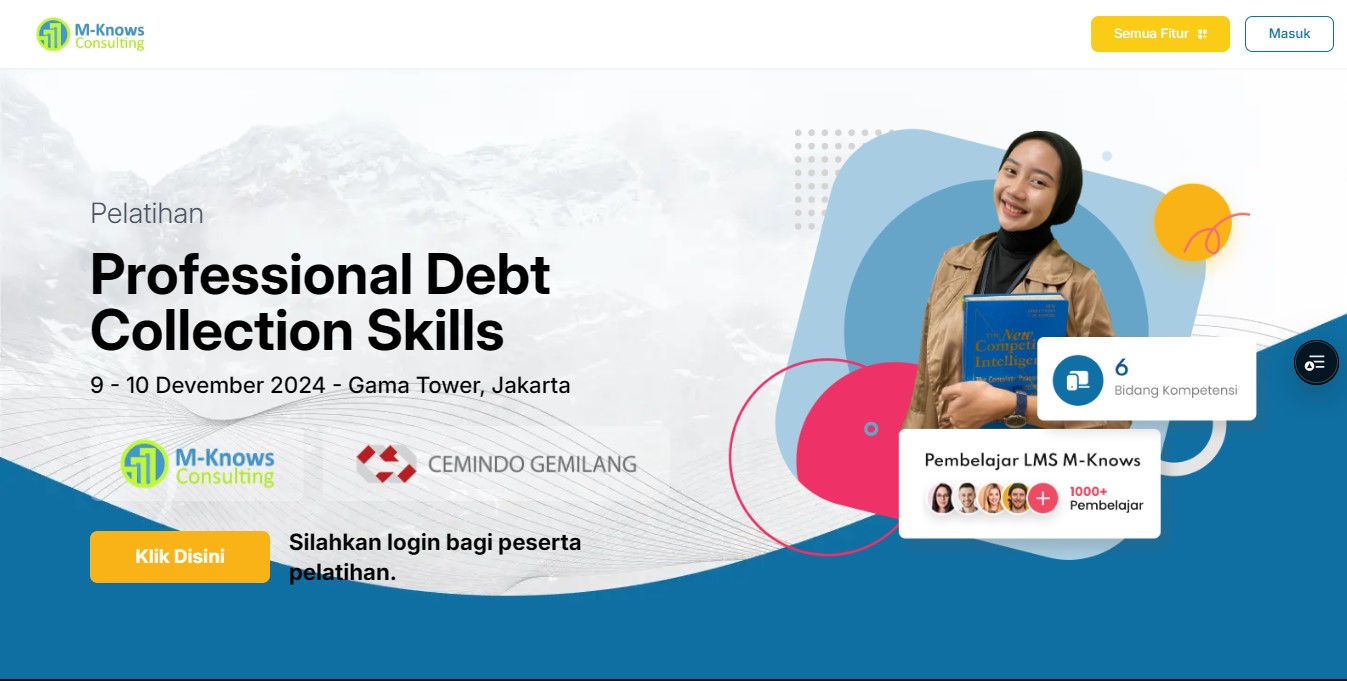 M-Knows
Consulting
Semua Fitur
Masuk
Pelatihan
Professional Debt
Collection Skills
9 - 10 Devember 2024 - Gama Tower, Jakarta
M-Knows
Consulting
CEMINDO GEMILANG
Klik Disini
Silahkan login bagi peserta
pelatihan.
THE New
6
Bidang Kompetensi
Pembelajar LMS M-Knows
1000+
Pembelajar